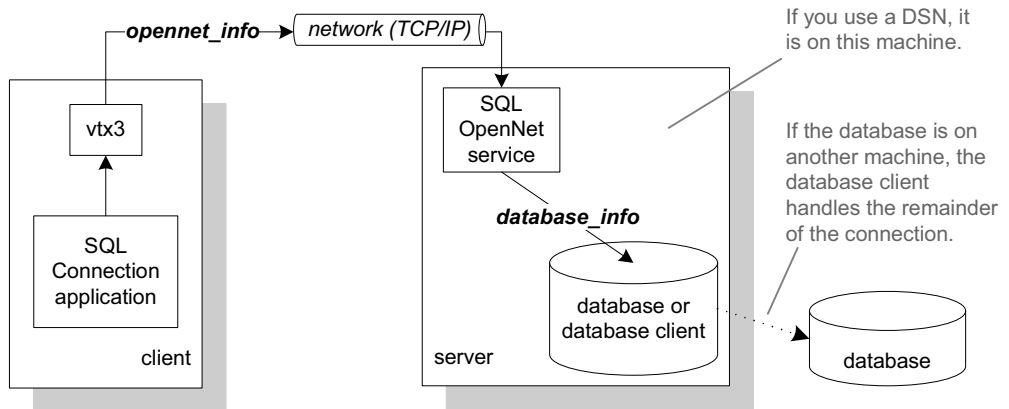 opennet_info
network (TCP/IP)
If you use a DSN, it
is on this machine.
vtx3
SQL
Connection
application
client
SQL
OpenNet
service
database_info
database or
database client
server
If the database is on
another machine, the
database client
handles the remainder
of the connection.
database